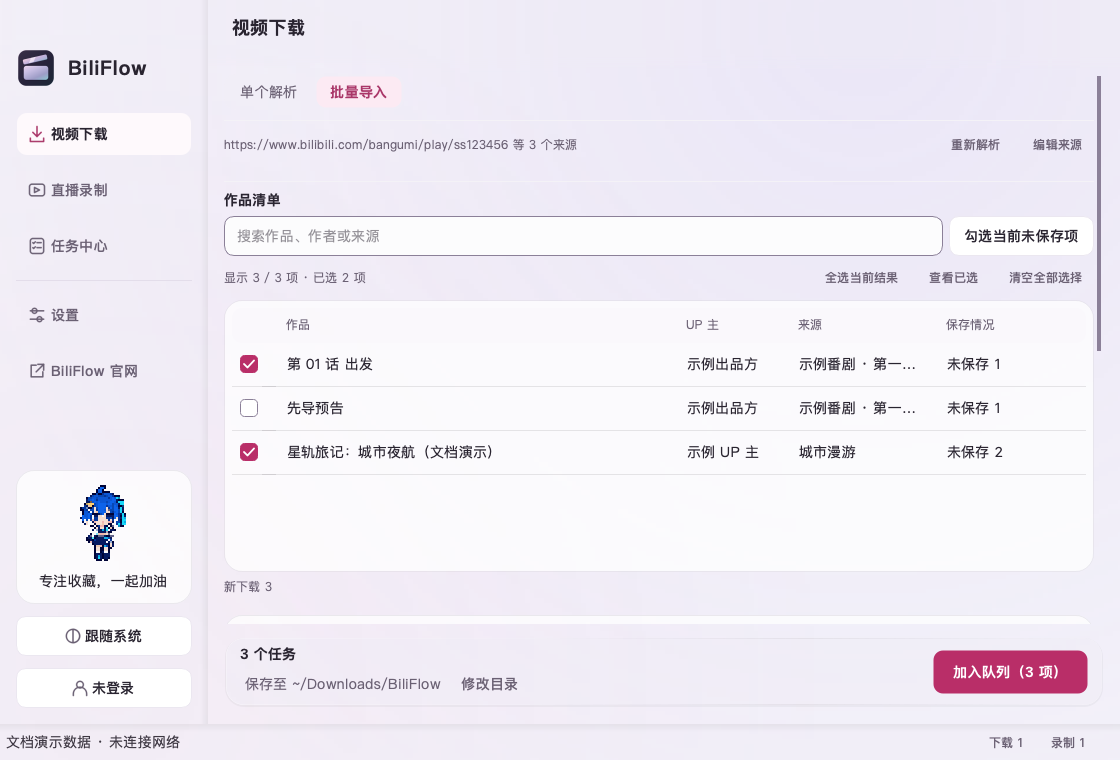 视频下载
BiliFlow
单个解析 批量导入
视频下载
https://www.bilibili.com/bangumi/play/ss123456 等 3 个来源 重新解析 编辑来源
直播录制
作品清单
搜索作品、作者或来源 勾选当前未保存项
任务中心
显示 3 / 3 项 · 已选 2 项 全选当前结果 查看已选 清空全部选择
设置
作品 UP 主 来源 保存情况
BiliFlow 官网
第 01 话 出发 示例出品方 示例番剧 · 第一... 未保存 1
先导预告 示例出品方 示例番剧 · 第一... 未保存 1
星轨旅记：城市夜航（文档演示） 示例 UP 主 城市漫游 未保存 2
专注收藏，一起加油
新下载 3
跟随系统
3 个任务
保存至 ~/Downloads/BiliFlow 修改目录 加入队列（3 项）
未登录
文档演示数据 · 未连接网络 下载 1 录制 1